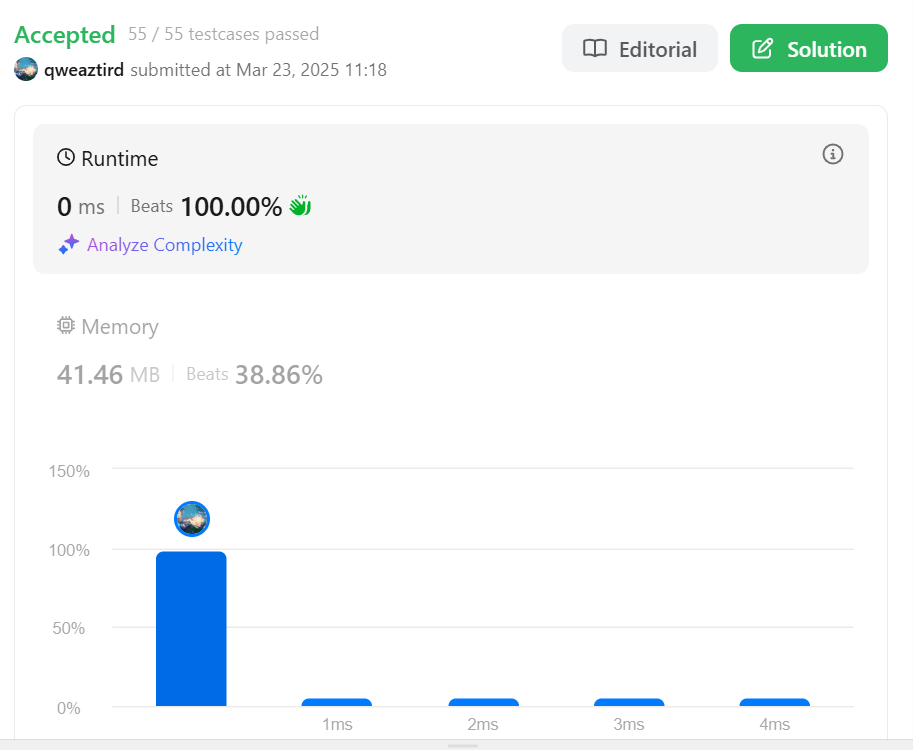 Accepted 55 / 55 testcases passed
qweaztird submitted at Mar 23, 2025 11:18
Editorial
Solution
Runtime
0 ms Beats 100.00%
Analyze Complexity
Memory
41.46 MB Beats 38.86%
150%
100%
50%
0%
1ms 2ms 3ms 4ms